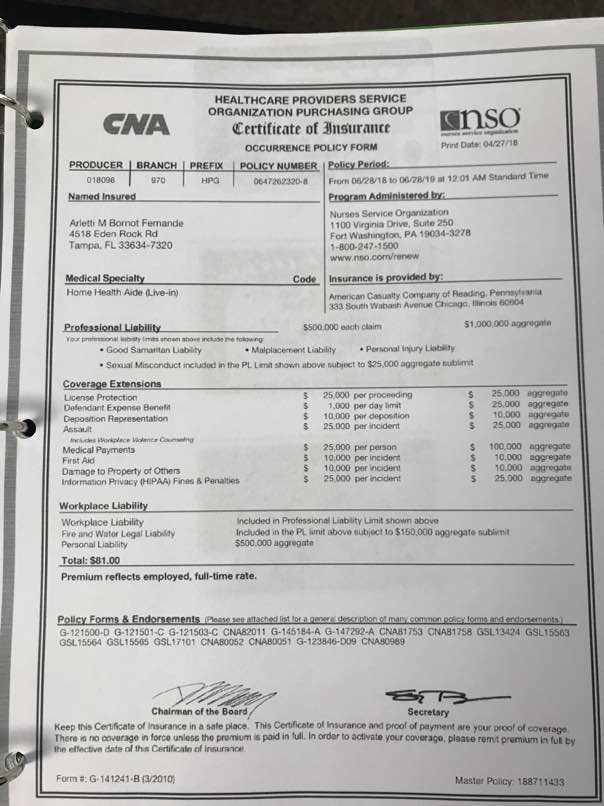 HEALTHCARE PROVIDERS SERVICE
ORGANIZATION PURCHASING GROUP
CNA
Certificate of Insurance
nso
nurses service organization
OCCURRENCE POLICY FORM
Print Date: 04/27/18
PRODUCER BRANCH PREFIX POLICY NUMBER Policy Period:
018098 970 HPG 0647262320-8 From 06/28/18 to 06/28/19 at 12:01 AM Standard Time
Named Insured Program Administered by:
Arletti M Bornot Fernande
4518 Eden Rock Rd
Tampa, FL 33634-7320
Nurses Service Organization
1100 Virginia Drive, Suite 250
Fort Washington, PA 19034-3278
1-800-247-1500
www.nso.com/renew
Medical Specialty Code Insurance is provided by:
Home Health Aide (Live-in)
American Casualty Company of Reading, Pennsylvania
333 South Wabash Avenue Chicago, Illinois 60604
Professional Liability $500,000 each claim $1,000,000 aggregate
Your professional liability limits shown above include the following:
• Good Samaritan Liability • Malplacement Liability • Personal Injury Liability
• Sexual Misconduct included in the PL Limit shown above subject to $25,000 aggregate sublimit
Coverage Extensions
License Protection $ 25,000 per proceeding $ 25,000 aggregate
Defendant Expense Benefit $ 1,000 per day limit $ 25,000 aggregate
Deposition Representation $ 10,000 per deposition $ 10,000 aggregate
Assault $ 25,000 per incident $ 25,000 aggregate
Includes Workplace Violence Counseling
Medical Payments $ 25,000 per person $ 100,000 aggregate
First Aid $ 10,000 per incident $ 10,000 aggregate
Damage to Property of Others $ 10,000 per incident $ 10,000 aggregate
Information Privacy (HIPAA) Fines & Penalties $ 25,000 per incident $ 25,000 aggregate
Workplace Liability
Workplace Liability Included in Professional Liability Limit shown above
Fire and Water Legal Liability Included in the PL limit above subject to $150,000 aggregate sublimit
Personal Liability $500,000 aggregate
Total: $81.00
Premium reflects employed, full-time rate.
Policy Forms & Endorsements (Please see attached list for a general description of many common policy forms and endorsements.)
G-121500-D G-121501-C G-121503-C CNA82011 G-145184-A G-147292-A CNA81753 CNA81758 GSL13424 GSL15563
GSL15564 GSL15565 GSL17101 CNA80052 CNA80051 G-123846-D09 CNA80989
Chairman of the Board Secretary
Keep this Certificate of Insurance in a safe place. This Certificate of Insurance and proof of payment are your proof of coverage.
There is no coverage in force unless the premium is paid in full. In order to activate your coverage, please remit premium in full by
the effective date of this Certificate of Insurance.
Form #: G-141241-B (3/2010) Master Policy: 188711433